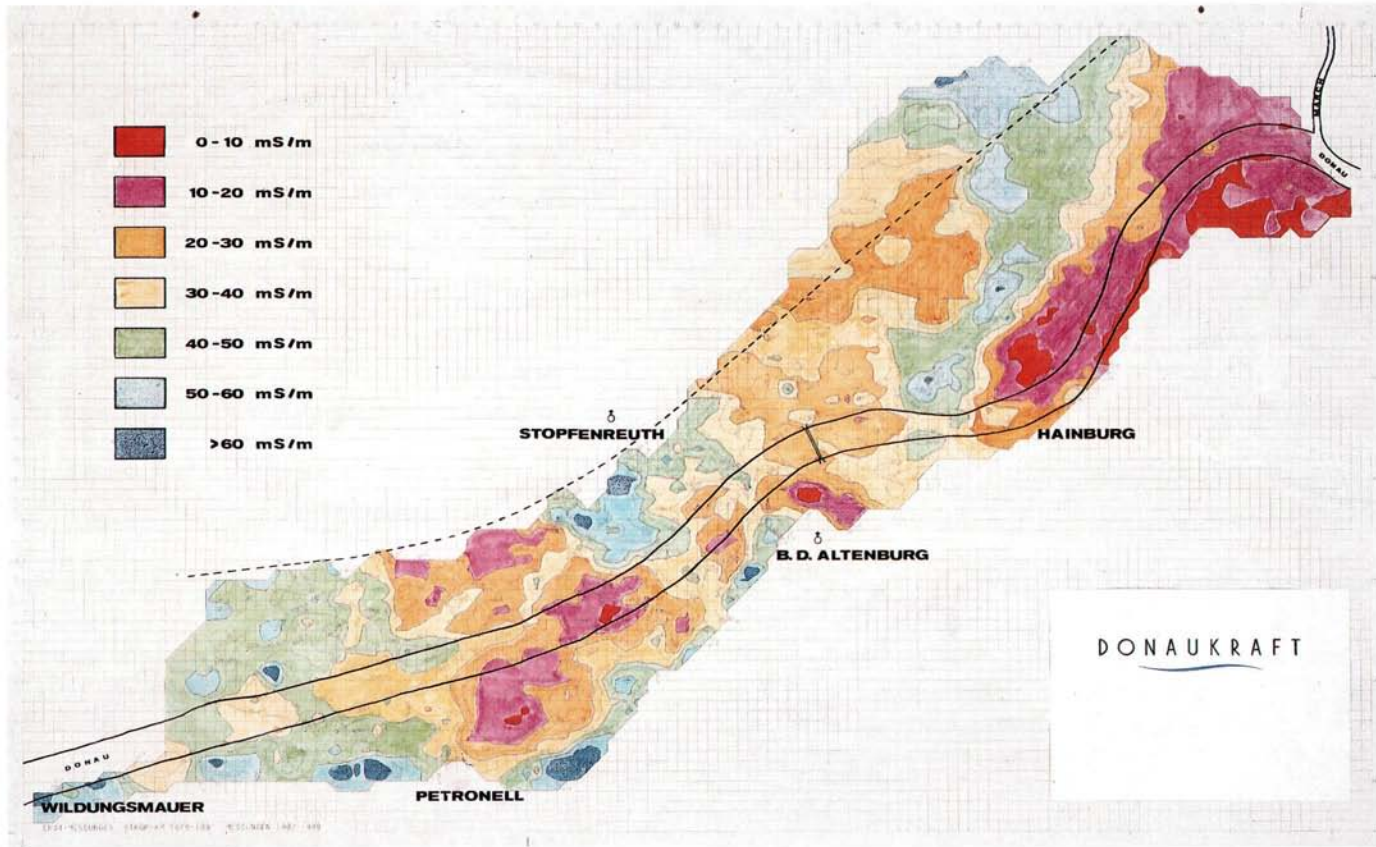 0-10 mS/m
10-20 mS/m
20-30 mS/m
30-40 mS/m
40-50 mS/m
50-60 mS/m
>60 mS/m
DONAU
STOPFENREUTH
HAINBURG
B. D. ALTENBURG
DONAUKRAFT
DONAU
PETRONELL
WILDUNGSMAUER